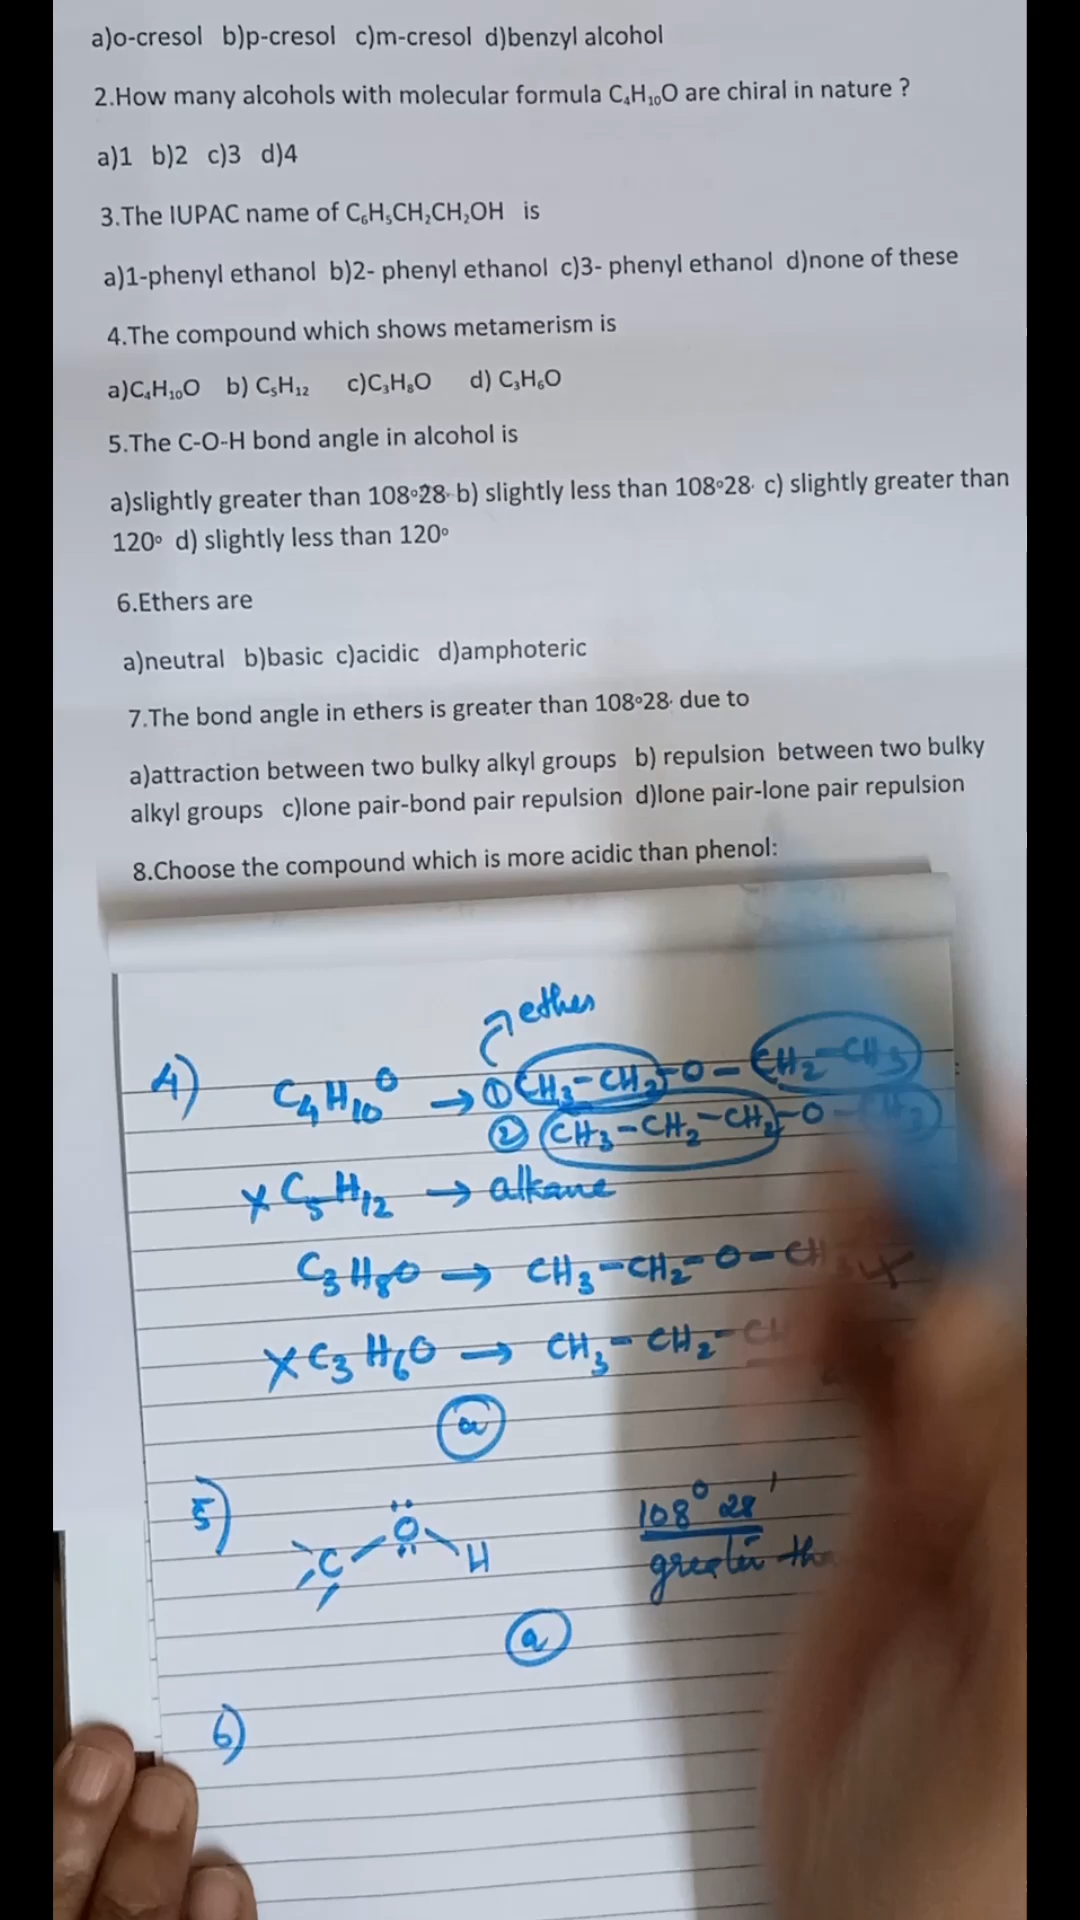 a)o-cresol b)p-cresol c)m-cresol d)benzyl alcohol
2.How many alcohols with molecular formula C₄H₁₀O are chiral in nature ?
a)1 b)2 c)3 d)4
3.The IUPAC name of C₆H₅CH₂CH₂OH is
a)1-phenyl ethanol b)2- phenyl ethanol c)3- phenyl ethanol d)none of these
4.The compound which shows metamerism is
a)C₄H₁₀O b) C₅H₁₂ c)C₃H₈O d) C₃H₆O
5.The C-O-H bond angle in alcohol is
a)slightly greater than 108°28' b) slightly less than 108°28' c) slightly greater than
120° d) slightly less than 120°
6.Ethers are
a)neutral b)basic c)acidic d)amphoteric
7.The bond angle in ethers is greater than 108°28' due to
a)attraction between two bulky alkyl groups b) repulsion between two bulky
alkyl groups c)lone pair-bond pair repulsion d)lone pair-lone pair repulsion
8.Choose the compound which is more acidic than phenol:
ether
4) C₄H₁₀O → ① CH₃-CH₂-O-CH₂-CH₃
② CH₃-CH₂-CH₂-O-CH₃
X C₅H₁₂ → alkane
C₃H₈O → CH₃-CH₂-O-CH₃ X
X C₃H₆O → CH₃-CH₂-
a
5) C O H 108° 28'
greater
a
6)